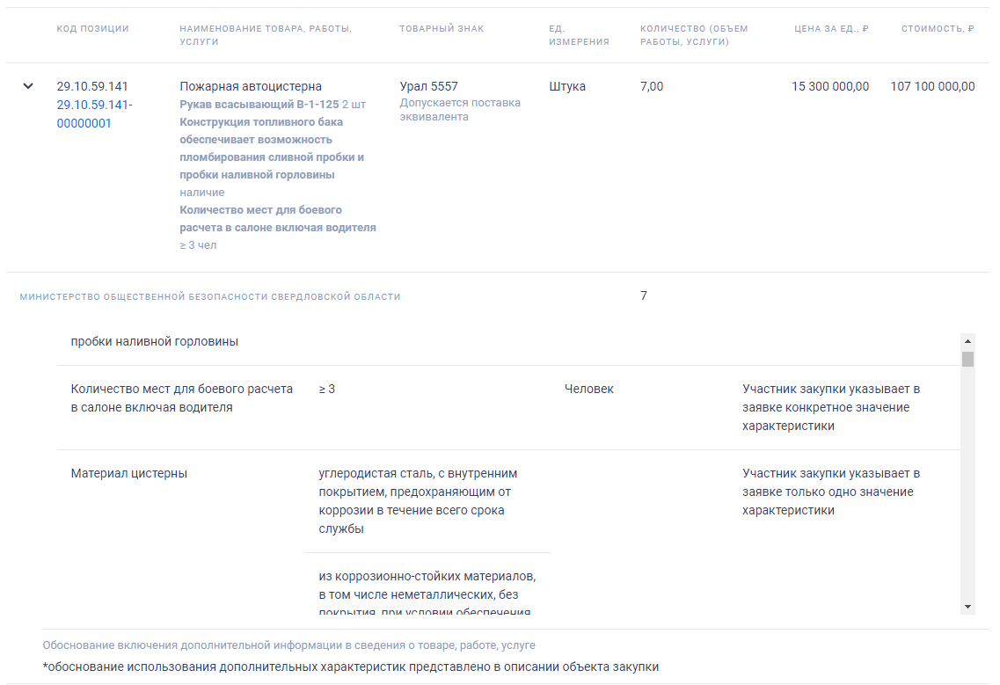 КОД ПОЗИЦИИ
НАИМЕНОВАНИЕ ТОВАРА, РАБОТЫ,
УСЛУГИ
ТОВАРНЫЙ ЗНАК
ЕД.
ИЗМЕРЕНИЯ
КОЛИЧЕСТВО (ОБЪЕМ
РАБОТЫ, УСЛУГИ)
ЦЕНА ЗА ЕД., ₽
СТОИМОСТЬ, ₽
29.10.59.141
29.10.59.141-
00000001
Пожарная автоцистерна
Рукав всасывающий В-1-125 2 шт
Конструкция топливного бака
обеспечивает возможность
пломбирования сливной пробки и
пробки наливной горловины
наличие
Количество мест для боевого
расчета в салоне включая водителя
≥ 3 чел
Урал 5557
Допускается поставка
эквивалента
Штука
7,00
15 300 000,00
107 100 000,00
МИНИСТЕРСТВО ОБЩЕСТВЕННОЙ БЕЗОПАСНОСТИ СВЕРДЛОВСКОЙ ОБЛАСТИ
7
пробки наливной горловины
Количество мест для боевого расчета
в салоне включая водителя
≥ 3
Человек
Участник закупки указывает в
заявке конкретное значение
характеристики
Материал цистерны
углеродистая сталь, с внутренним
покрытием, предохраняющим от
коррозии в течение всего срока
службы
Участник закупки указывает в
заявке только одно значение
характеристики
из коррозионно-стойких материалов,
в том числе неметаллических, без
покрытия, при условии обеспечения
Обоснование включения дополнительной информации в сведения о товаре, работе, услуге
*обоснование использования дополнительных характеристик представлено в описании объекта закупки